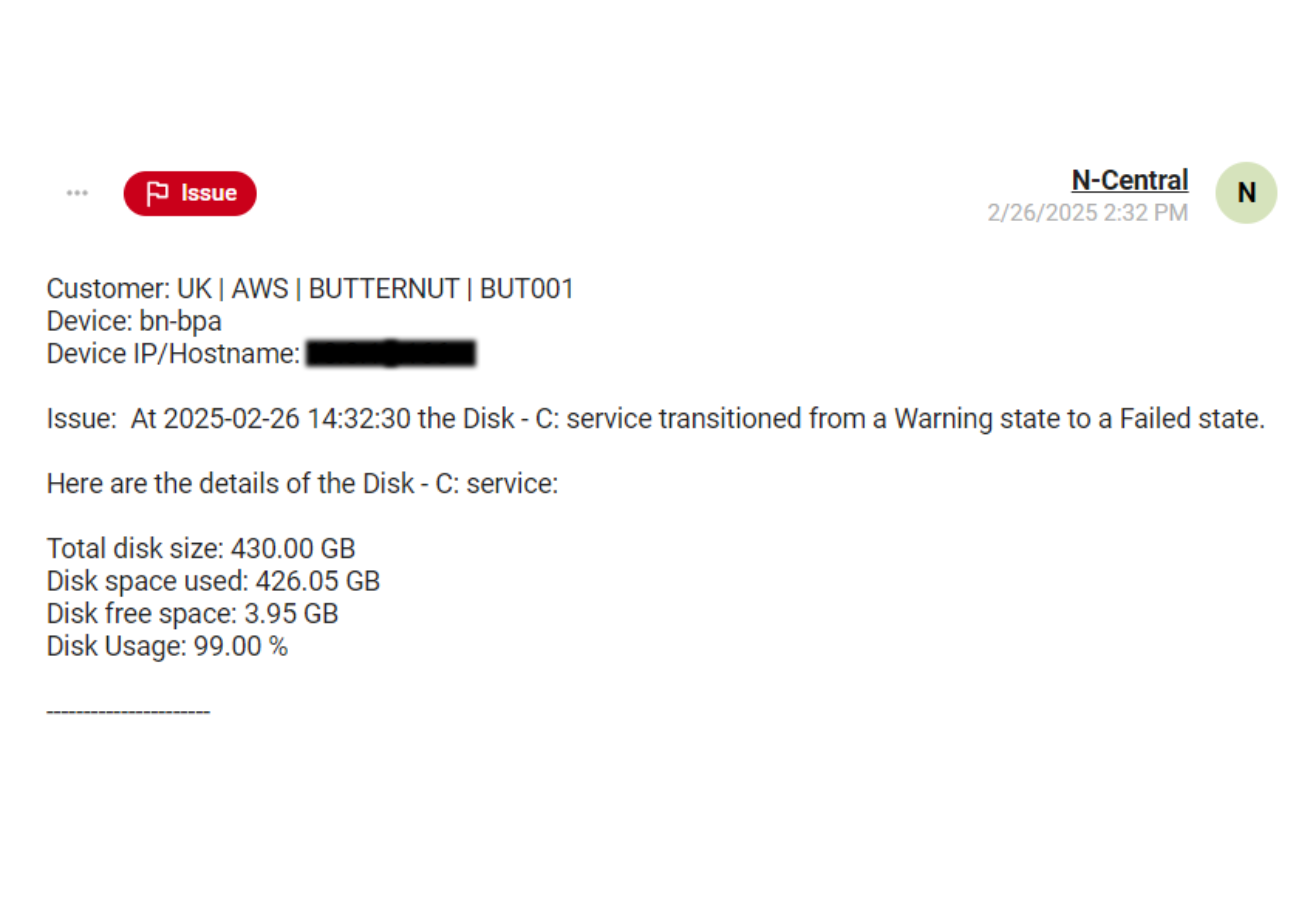 ... Issue
N-Central
2/26/2025 2:32 PM
N
Customer: UK | AWS | BUTTERNUT | BUT001
Device: bn-bpa
Device IP/Hostname:
Issue:  At 2025-02-26 14:32:30 the Disk - C: service transitioned from a Warning state to a Failed state.
Here are the details of the Disk - C: service:
Total disk size: 430.00 GB
Disk space used: 426.05 GB
Disk free space: 3.95 GB
Disk Usage: 99.00 %
----------------------